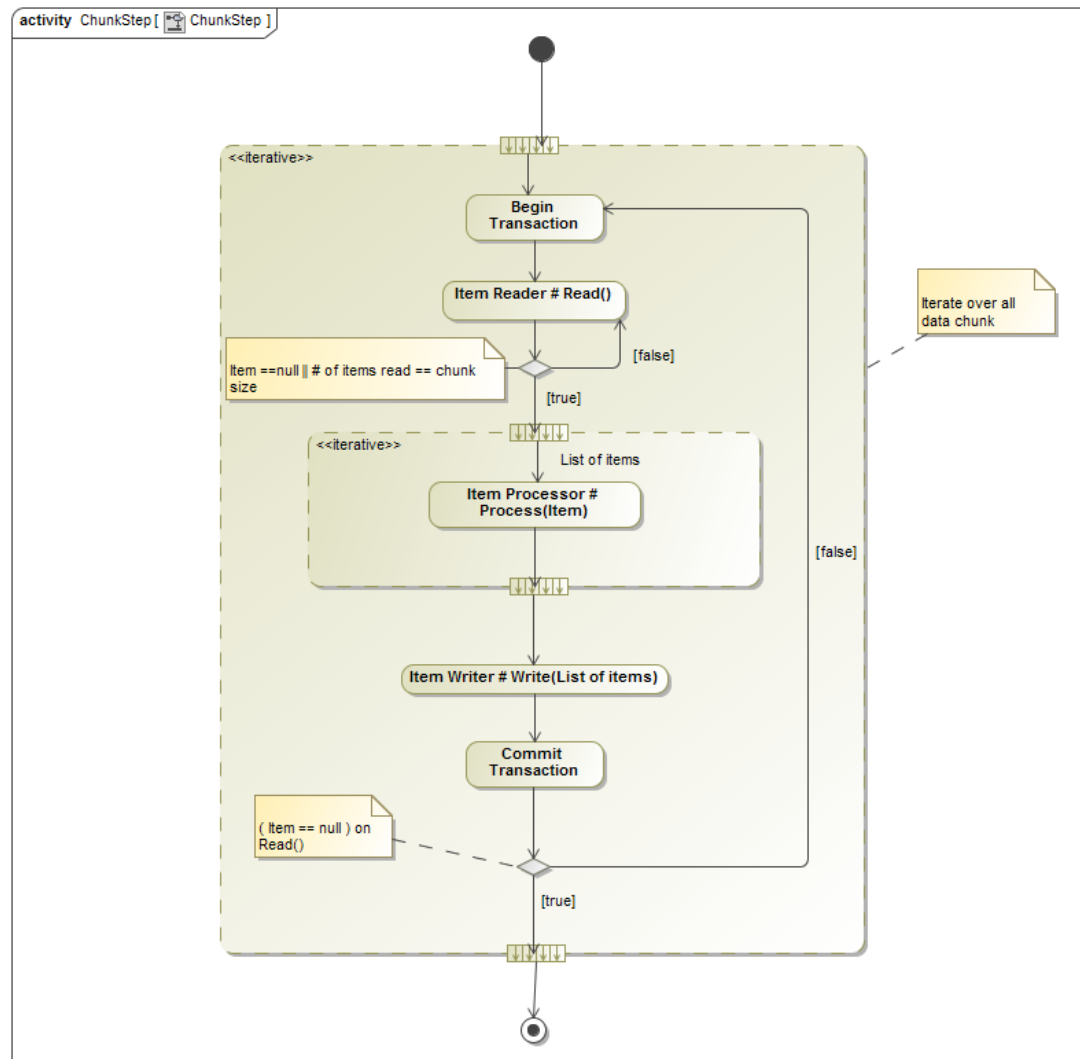 activity ChunkStep [ ChunkStep ]
<<iterative>>
Begin
Transaction
Item Reader # Read()
Iterate over all
data chunk
[false]
Item ==null || # of items read == chunk
size
[true]
<<iterative>>
List of items
Item Processor #
Process(Item)
[false]
Item Writer # Write(List of items)
Commit
Transaction
( Item == null ) on
Read()
[true]